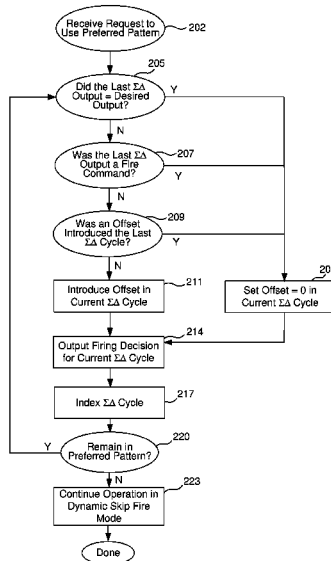 Receive Request to
Use Preferred Pattern
202
205
Did the Last ΣΔ
Output = Desired
Output?
Y
N
207
Was the Last ΣΔ
Output a Fire
Command?
Y
N
209
Was an Offset
Introduced the Last
ΣΔ Cycle?
Y
N
211
Introduce Offset in
Current ΣΔ Cycle
Set Offset = 0 in
Current ΣΔ Cycle
214
Output Firing Decision
for Current ΣΔ Cycle
217
Index ΣΔ Cycle
220
Y
Remain in
Preferred Pattern?
N
223
Continue Operation in
Dynamic Skip Fire
Mode
Done